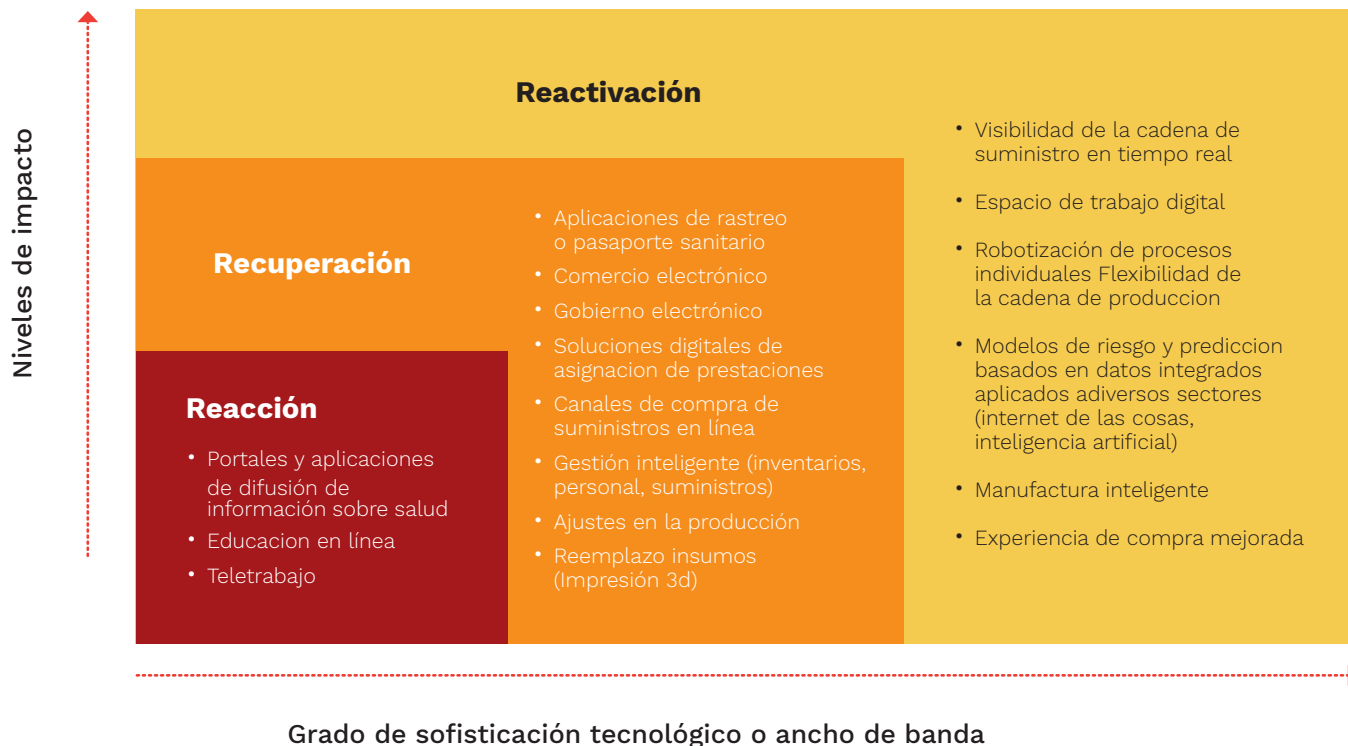 Niveles de impacto
Reactivación
Recuperación
Reacción
• Portales y aplicaciones
de difusión de
información sobre salud
• Educacion en línea
• Teletrabajo
• Aplicaciones de rastreo
o pasaporte sanitario
• Comercio electrónico
• Gobierno electrónico
• Soluciones digitales de
asignacion de prestaciones
• Canales de compra de
suministros en línea
• Gestión inteligente (inventarios,
personal, suministros)
• Ajustes en la producción
• Reemplazo insumos
(Impresión 3d)
• Visibilidad de la cadena de
suministro en tiempo real
• Espacio de trabajo digital
• Robotización de procesos
individuales Flexibilidad de
la cadena de produccion
• Modelos de riesgo y prediccion
basados en datos integrados
aplicados adiversos sectores
(internet de las cosas,
inteligencia artificial)
• Manufactura inteligente
• Experiencia de compra mejorada
Grado de sofisticación tecnológico o ancho de banda